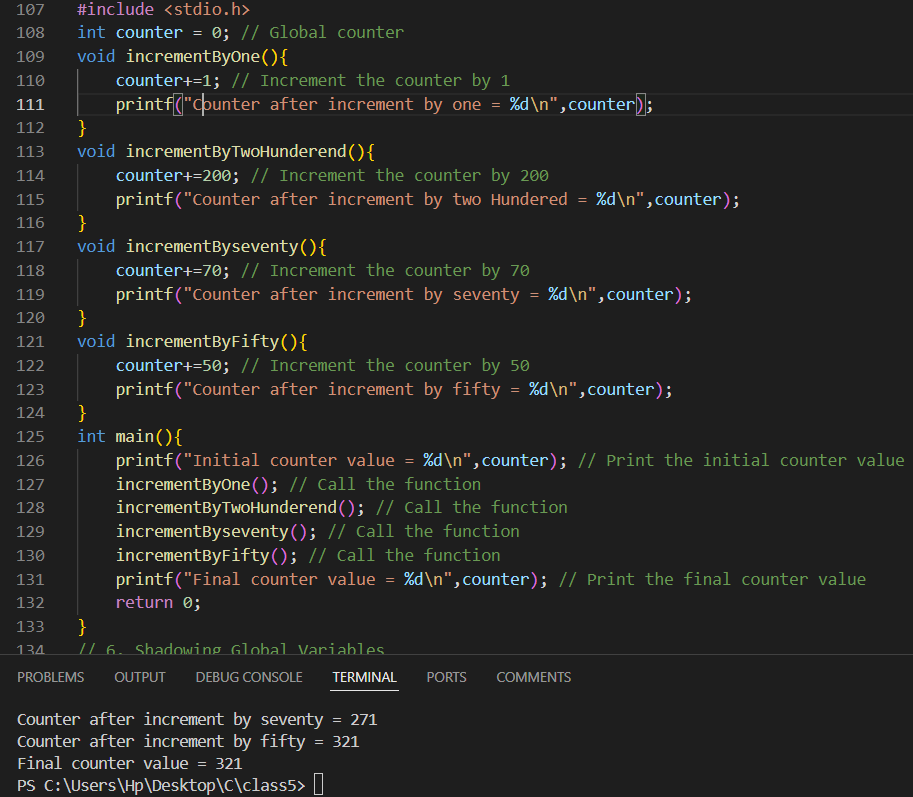 107 #include <stdio.h>
108 int counter = 0; // Global counter
109 void incrementByOne(){
110     counter+=1; // Increment the counter by 1
111     printf("Counter after increment by one = %d\n",counter);
112 }
113 void incrementByTwoHunderend(){
114     counter+=200; // Increment the counter by 200
115     printf("Counter after increment by two Hundered = %d\n",counter);
116 }
117 void incrementByseventy(){
118     counter+=70; // Increment the counter by 70
119     printf("Counter after increment by seventy = %d\n",counter);
120 }
121 void incrementByFifty(){
122     counter+=50; // Increment the counter by 50
123     printf("Counter after increment by fifty = %d\n",counter);
124 }
125 int main(){
126     printf("Initial counter value = %d\n",counter); // Print the initial counter value
127     incrementByOne(); // Call the function
128     incrementByTwoHunderend(); // Call the function
129     incrementByseventy(); // Call the function
130     incrementByFifty(); // Call the function
131     printf("Final counter value = %d\n",counter); // Print the final counter value
132     return 0;
133 }
134 // 6. Shadowing Global Variables
PROBLEMS OUTPUT DEBUG CONSOLE TERMINAL PORTS COMMENTS
Counter after increment by seventy = 271
Counter after increment by fifty = 321
Final counter value = 321
PS C:\Users\Hp\Desktop\C\class5>